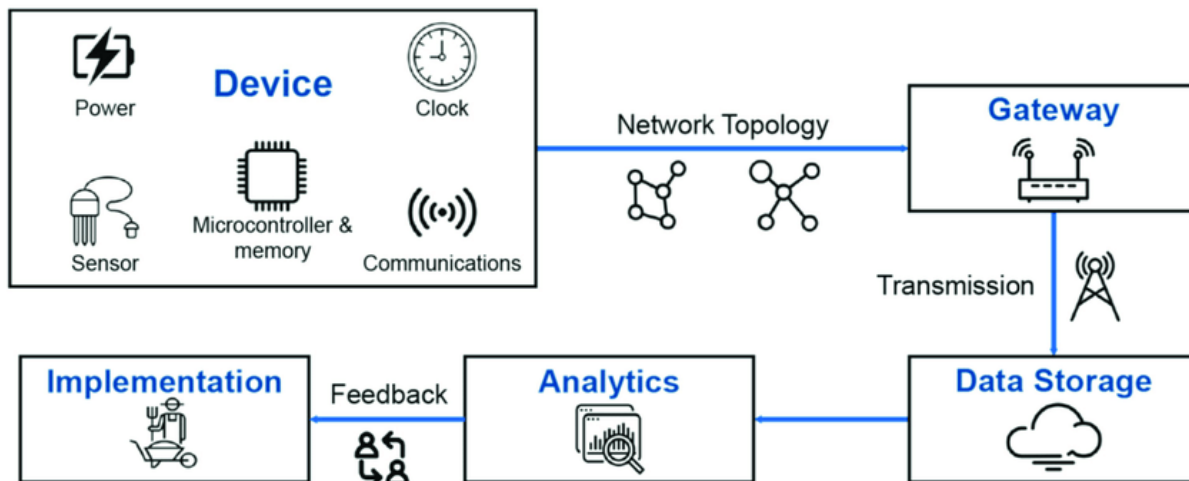 Device
Power
Clock
Sensor
Microcontroller &
memory
Communications
Network Topology
Gateway
Transmission
Data Storage
Analytics
Feedback
Implementation